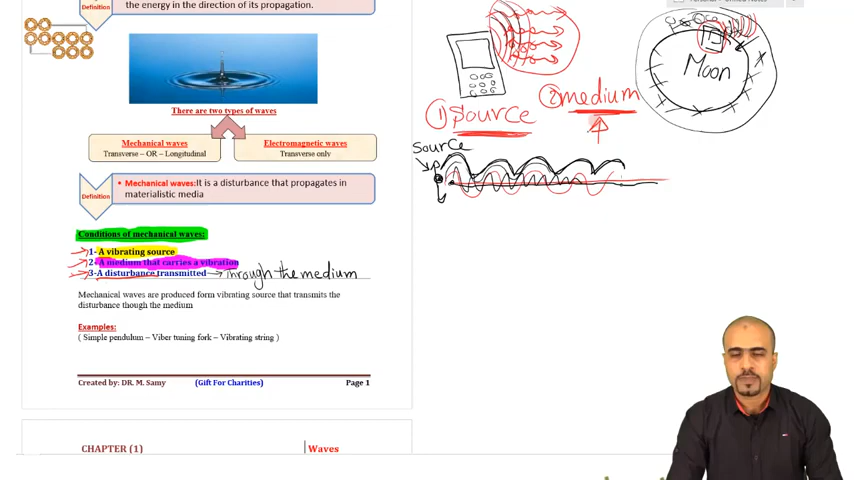 the energy in the direction of its propagation.
Definition
There are two types of waves
Mechanical waves
Transverse – OR – Longitudinal
Electromagnetic waves
Transverse only
Definition
• Mechanical waves: It is a disturbance that propagates in
materialistic media
Conditions of mechanical waves:
1- A vibrating source
2- A medium that carries a vibration
3- A disturbance transmitted → through the medium
Mechanical waves are produced form vibrating source that transmits the
disturbance though the medium
Examples:
( Simple pendulum – Viber tuning fork – Vibrating string )
Created by: DR. M. Samy (Gift For Charities) Page 1
CHAPTER (1) Waves
① Source
② medium
Source
Moon